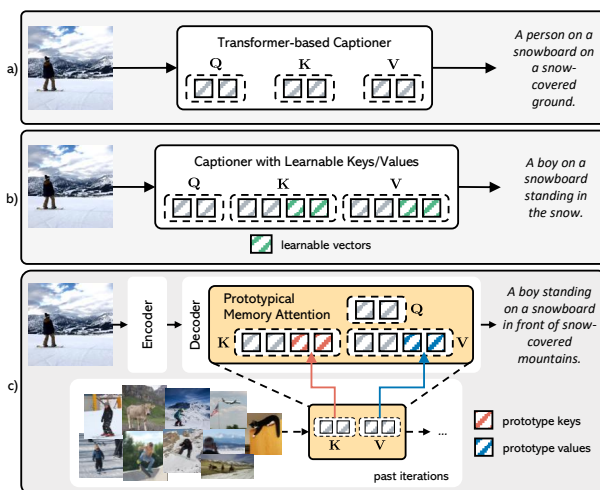 a)
Transformer-based Captioner
Q K V
A person on a
snowboard on
a snow-
covered
ground.
b)
Captioner with Learnable Keys/Values
Q K V
learnable vectors
A boy on a
snowboard
standing in
the snow.
c)
Encoder
Decoder
Prototypical
Memory Attention
Q
K V
A boy standing
on a snowboard
in front of snow-
covered
mountains.
K V
...
past iterations
prototype keys
prototype values